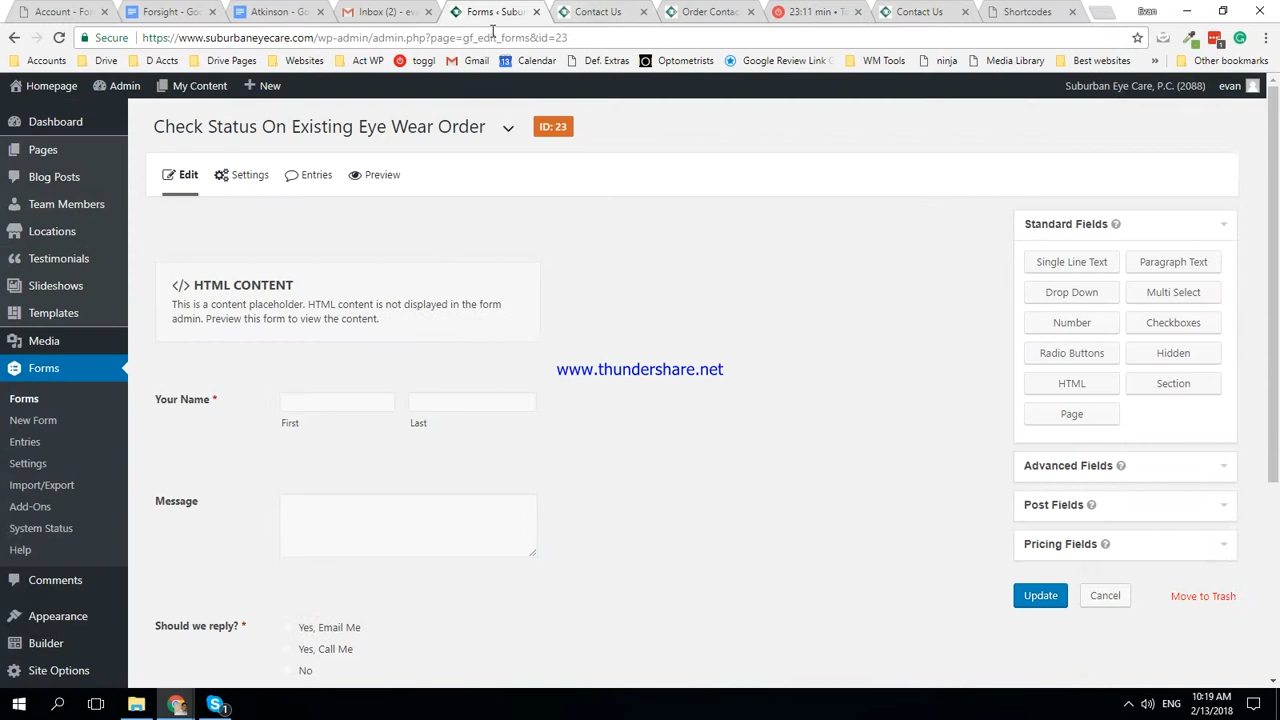 Account - Fo
Forsight - Goo
Atkinson - Go
Inbox (2) - ev
Forms ‹ Subu
Contact Us
Order Contac
23:11 min • To
Contact Us
Shortcodes
Evan
Secure
https://www.suburbaneyecare.com/wp-admin/admin.php?page=gf_edit_forms&id=23
Accounts
Drive
D Accts
Drive Pages
Websites
Act WP
toggl
Gmail
Calendar
Def. Extras
Optometrists
Google Review Link
WM Tools
ninja
Media Library
Best websites
»
Other bookmarks
Homepage
Admin
My Content
+ New
Suburban Eye Care, P.C. (2088)
evan
Dashboard
Pages
Blog Posts
Team Members
Locations
Testimonials
Slideshows
Templates
Media
Forms
Forms
New Form
Entries
Settings
Import/Export
Add-Ons
System Status
Help
Comments
Appearance
Builder
Site Options
Check Status On Existing Eye Wear Order
ID: 23
Edit
Settings
Entries
Preview
</> HTML CONTENT
This is a content placeholder. HTML content is not displayed in the form
admin. Preview this form to view the content.
www.thundershare.net
Your Name *
First
Last
Message
Should we reply? *
Yes, Email Me
Yes, Call Me
No
Standard Fields
Single Line Text
Paragraph Text
Drop Down
Multi Select
Number
Checkboxes
Radio Buttons
Hidden
HTML
Section
Page
Advanced Fields
Post Fields
Pricing Fields
Update
Cancel
Move to Trash
ENG
10:19 AM
2/13/2018